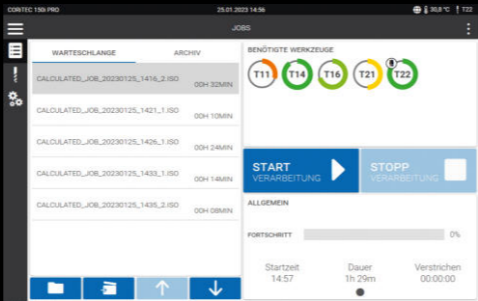 CORiTEC 150i PRO 25.01.2023 14:56 30,8 °C T22
JOBS
WARTESCHLANGE ARCHIV
CALCULATED_JOB_20230125_1416_2.ISO 00H 32MIN
CALCULATED_JOB_20230125_1421_1.ISO 00H 10MIN
CALCULATED_JOB_20230125_1426_1.ISO 00H 24MIN
CALCULATED_JOB_20230125_1433_1.ISO 00H 14MIN
CALCULATED_JOB_20230125_1435_2.ISO 00H 08MIN
BENÖTIGTE WERKZEUGE
T11 T14 T16 T21 T22
START
VERARBEITUNG
STOPP
VERARBEITUNG
ALLGEMEIN
FORTSCHRITT 0%
Startzeit Dauer Verstrichen
14:57 1h 29m 00:00:00